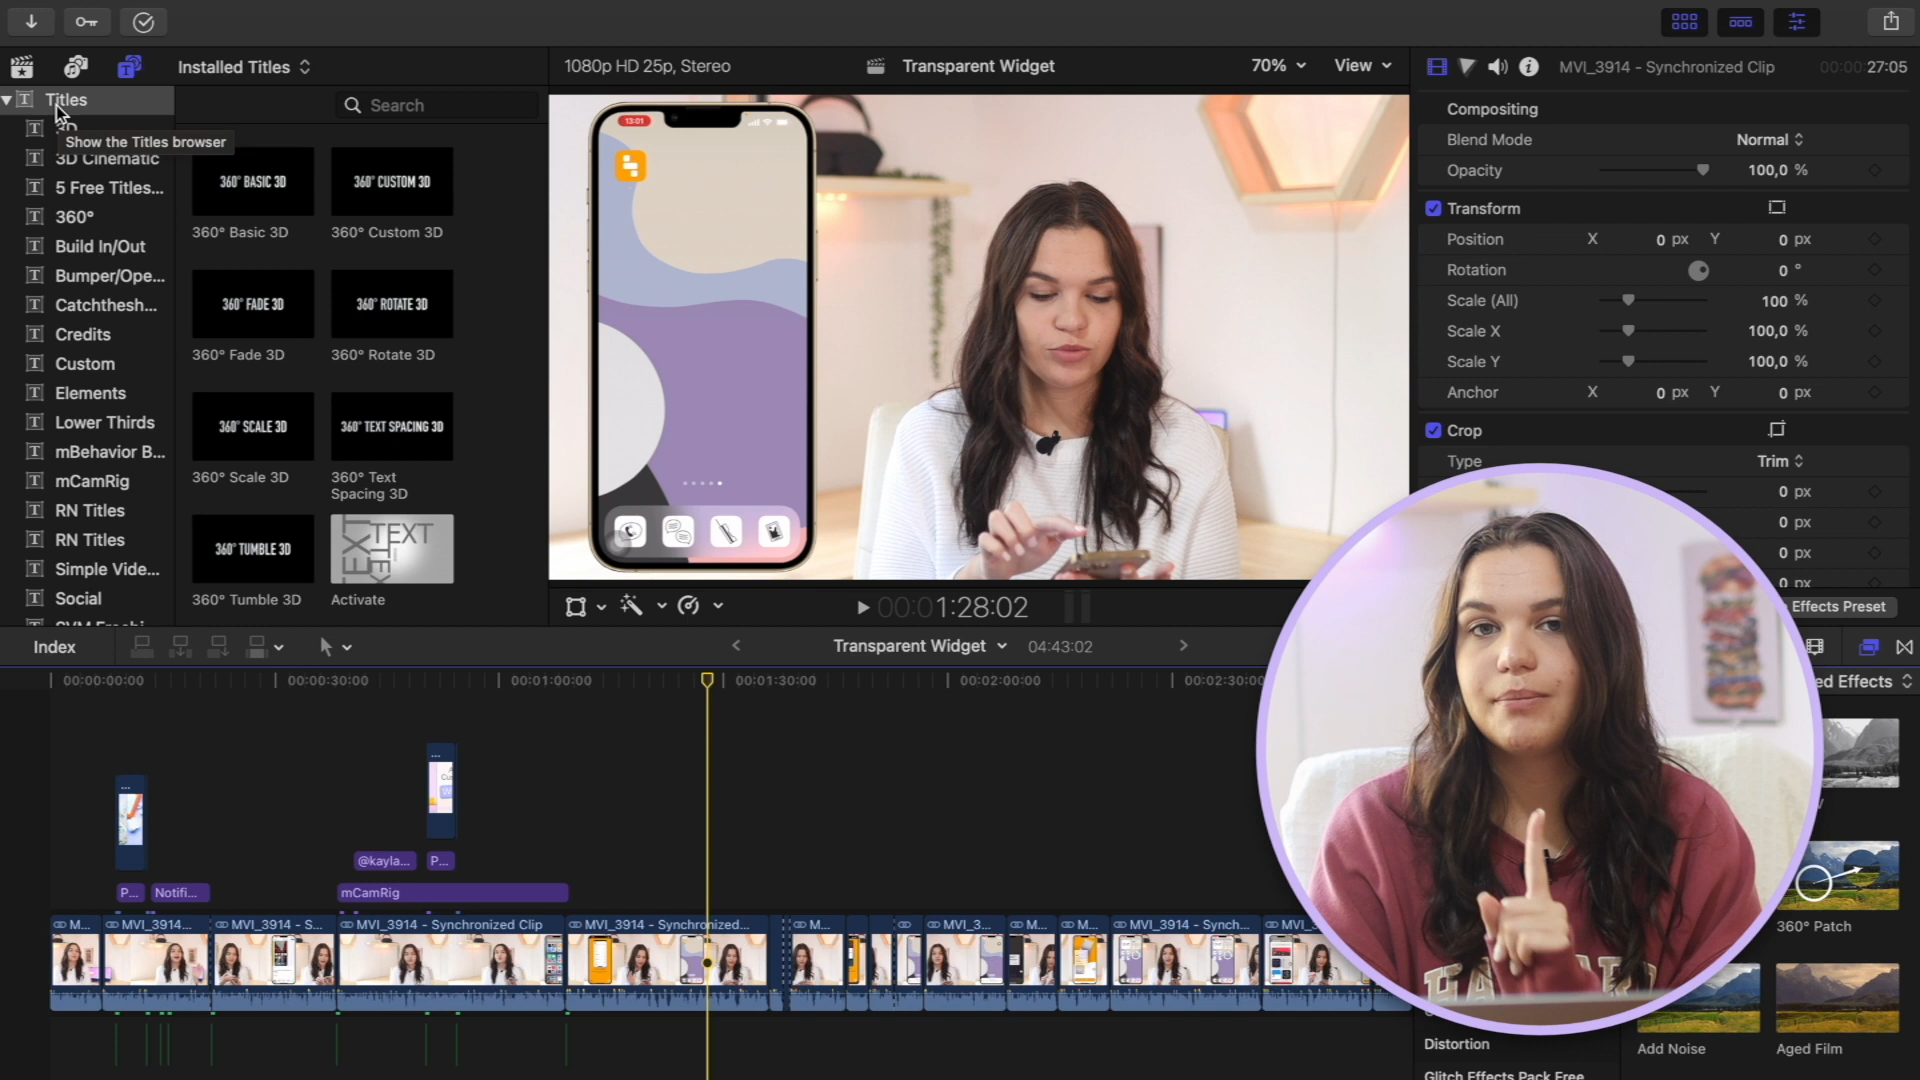 Installed Titles
1080p HD 25p, Stereo
Transparent Widget
70%
View
MVI_3914 - Synchronized Clip
00:00:27:05
Titles
Search
3D
Show the Titles browser
3D Cinematic
5 Free Titles...
360°
Build In/Out
Bumper/Ope...
Catchthesh...
Credits
Custom
Elements
Lower Thirds
mBehavior B...
mCamRig
RN Titles
RN Titles
Simple Vide...
Social
360° BASIC 3D
360° CUSTOM 3D
360° Basic 3D
360° Custom 3D
360° FADE 3D
360° ROTATE 3D
360° Fade 3D
360° Rotate 3D
360° SCALE 3D
360° TEXT SPACING 3D
360° Scale 3D
360° Text
Spacing 3D
360° TUMBLE 3D
TEXT
TEXT
360° Tumble 3D
Activate
13:01
Compositing
Blend Mode
Normal
Opacity
100,0 %
Transform
Position
X
0 px
Y
0 px
Rotation
0 °
Scale (All)
100 %
Scale X
100,0 %
Scale Y
100,0 %
Anchor
X
0 px
Y
0 px
Crop
Type
Trim
0 px
0 px
0 px
0 px
Effects Preset
00:01:28:02
Index
Transparent Widget
04:43:02
ed Effects
00:00:00:00
00:00:30:00
00:01:00:00
00:01:30:00
00:02:00:00
00:02:30:00
@kayla...
P...
P...
Notifi...
mCamRig
M...
MVI_3914...
MVI_3914 - S...
MVI_3914 - Synchronized Clip
MVI_3914 - Synchronized...
M...
MVI_3...
M...
M...
MVI_3914 - Synch...
MVI_3
360° Patch
Distortion
Add Noise
Aged Film
Glitch Effects Pack Free